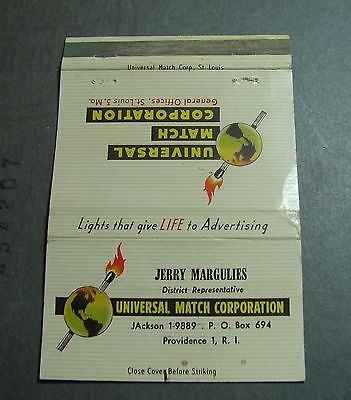 Universal Match Corp., St. Louis
General Offices, St. Louis 3, Mo.
UNIVERSAL
MATCH
CORPORATION
Lights that give LIFE to Advertising
JERRY MARGULIES
District Representative
UNIVERSAL MATCH CORPORATION
JAckson 1-9889 . P. O. Box 694
Providence 1, R. I.
Close Cover Before Striking